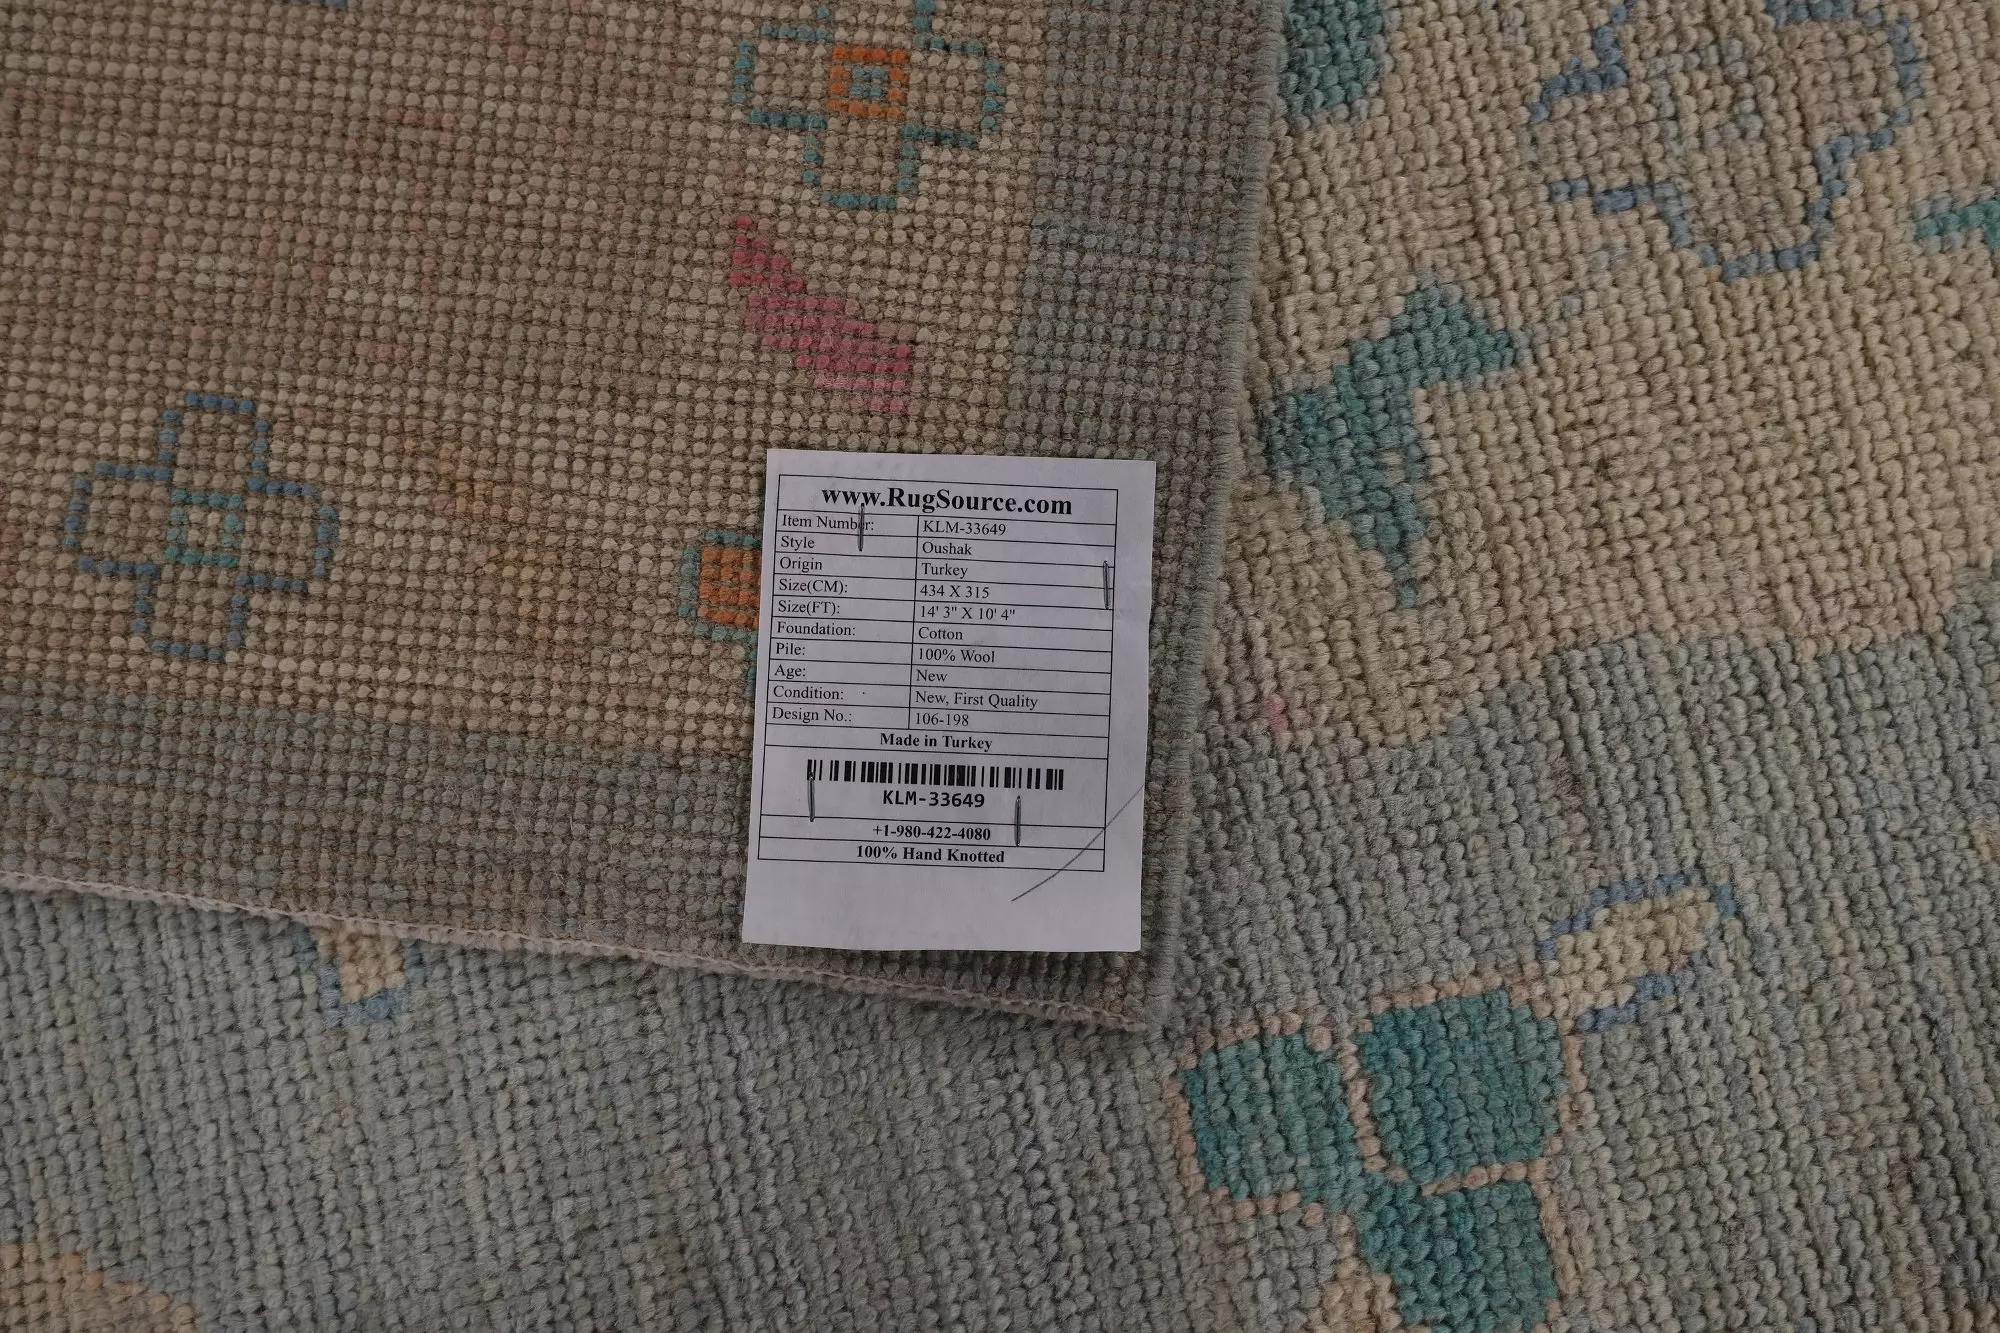 www.RugSource.com
Item Number: KLM-33649
Style Oushak
Origin Turkey
Size(CM): 434 X 315
Size(FT): 14' 3" X 10' 4"
Foundation: Cotton
Pile: 100% Wool
Age: New
Condition: New, First Quality
Design No.: 106-198
Made in Turkey
KLM-33649
+1-980-422-4080
100% Hand Knotted